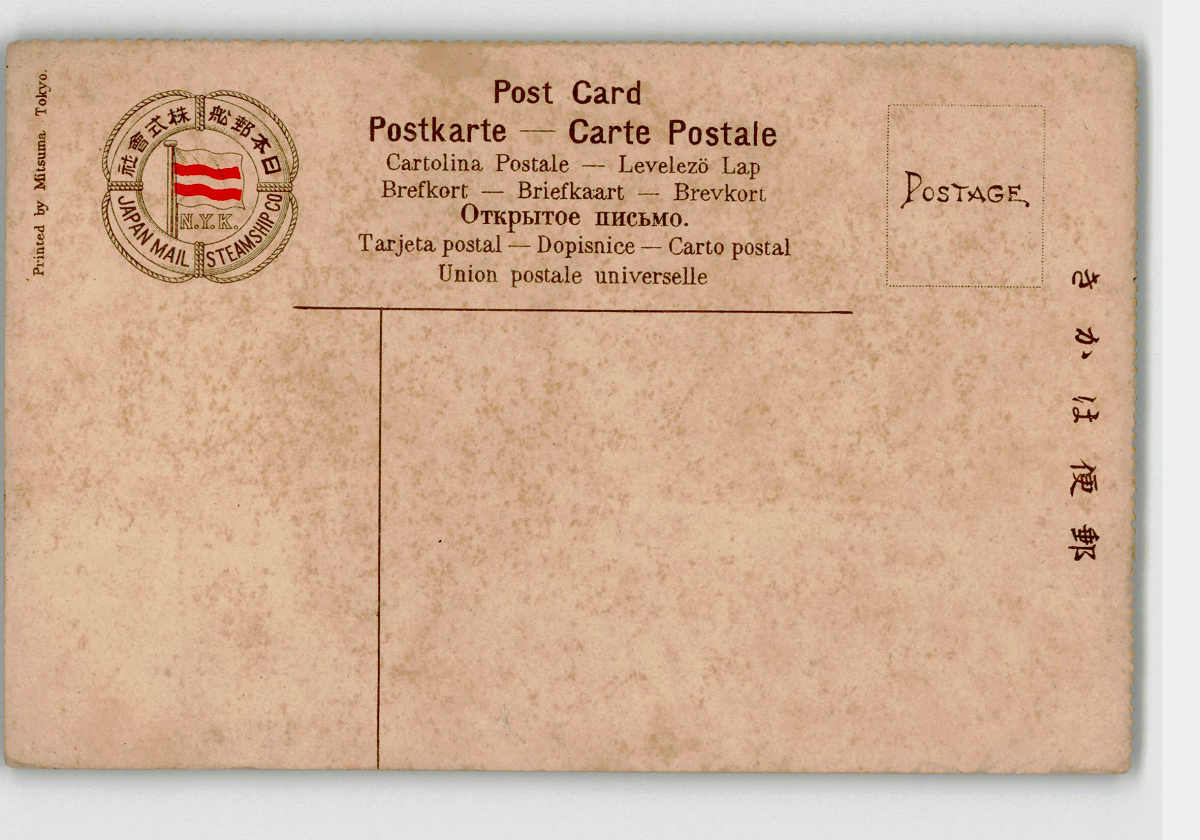 Printed by Mitsuma Tokyo.
日本郵船株式會社
N.Y.K.
JAPAN MAIL STEAMSHIP CO
Post Card
Postkarte — Carte Postale
Cartolina Postale — Levelezö Lap
Brefkort — Briefkaart — Brevkort
Открытое письмо.
Tarjeta postal — Dopisnice — Carto postal
Union postale universelle
POSTAGE
郵便はかき